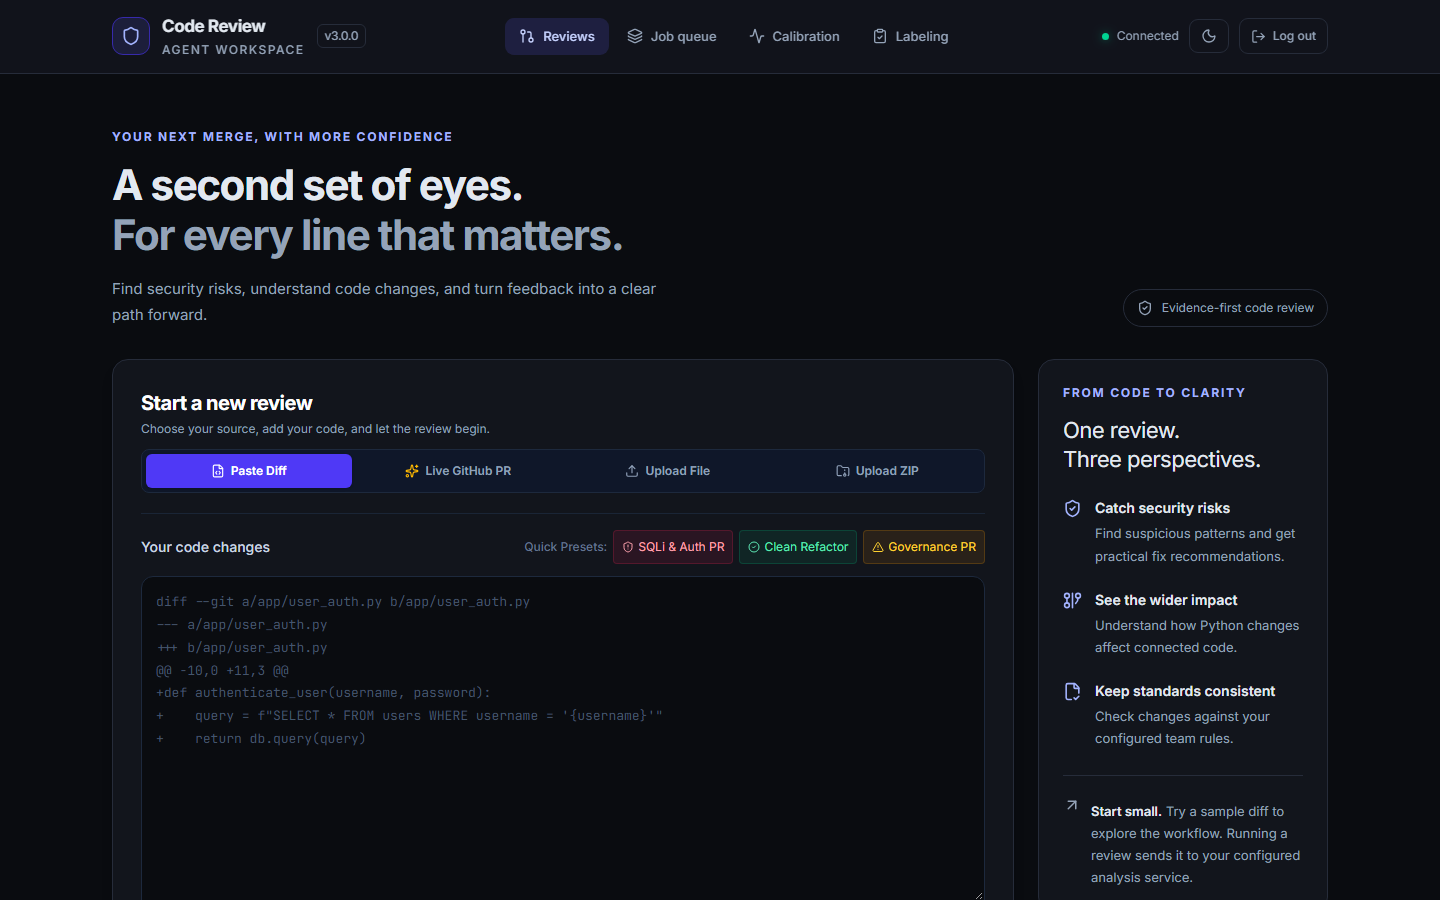 Code Review
AGENT WORKSPACE
v3.0.0
Reviews
Job queue
Calibration
Labeling
Connected
Log out
YOUR NEXT MERGE, WITH MORE CONFIDENCE
A second set of eyes.
For every line that matters.
Find security risks, understand code changes, and turn feedback into a clear
path forward.
Evidence-first code review
Start a new review
Choose your source, add your code, and let the review begin.
Paste Diff
Live GitHub PR
Upload File
Upload ZIP
Your code changes
Quick Presets:
SQLi & Auth PR
Clean Refactor
Governance PR
diff --git a/app/user_auth.py b/app/user_auth.py
--- a/app/user_auth.py
+++ b/app/user_auth.py
@@ -10,0 +11,3 @@
+def authenticate_user(username, password):
+    query = f"SELECT * FROM users WHERE username = '{username}'"
+    return db.query(query)
FROM CODE TO CLARITY
One review.
Three perspectives.
Catch security risks
Find suspicious patterns and get
practical fix recommendations.
See the wider impact
Understand how Python changes
affect connected code.
Keep standards consistent
Check changes against your
configured team rules.
Start small. Try a sample diff to
explore the workflow. Running a
review sends it to your configured
analysis service.